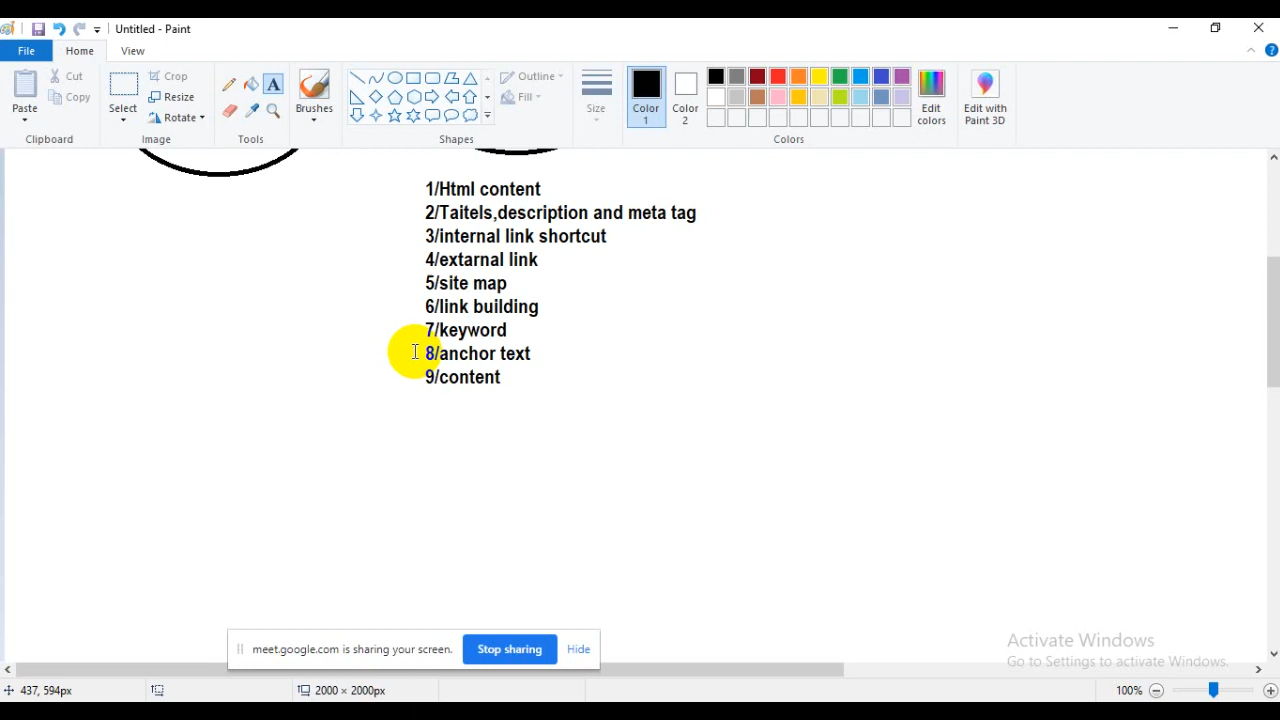 Untitled - Paint
File Home View
Paste Cut Copy
Clipboard
Select Crop Resize Rotate
Image
Tools
Brushes
Shapes
Outline
Fill
Size
Color 1
Color 2
Edit colors
Colors
Edit with Paint 3D
1/Html content
2/Taitels,description and meta tag
3/internal link shortcut
4/extarnal link
5/site map
6/link building
7/keyword
8/anchor text
9/content
meet.google.com is sharing your screen. Stop sharing Hide
Activate Windows
Go to Settings to activate Windows.
437, 594px 2000 × 2000px 100%